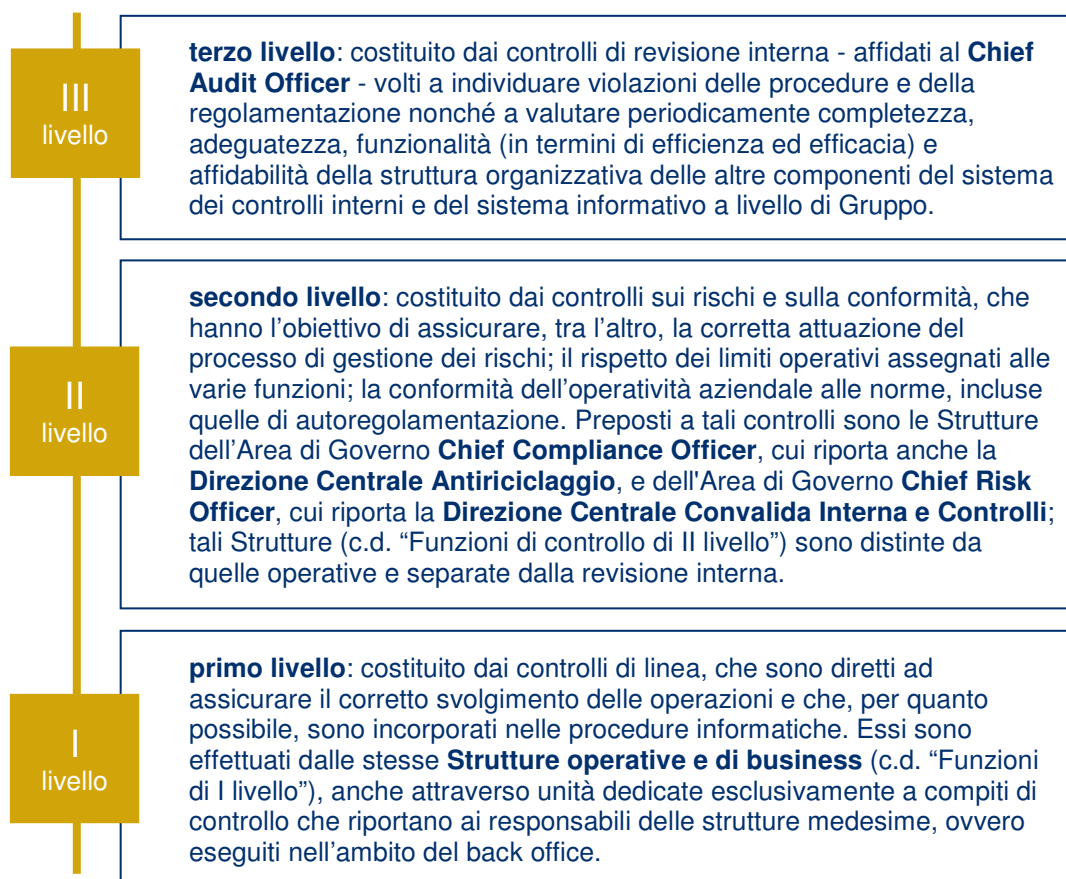 III
livello
terzo livello: costituito dai controlli di revisione interna - affidati al Chief
Audit Officer - volti a individuare violazioni delle procedure e della
regolamentazione nonché a valutare periodicamente completezza,
adeguatezza, funzionalità (in termini di efficienza ed efficacia) e
affidabilità della struttura organizzativa delle altre componenti del sistema
dei controlli interni e del sistema informativo a livello di Gruppo.
II
livello
secondo livello: costituito dai controlli sui rischi e sulla conformità, che
hanno l’obiettivo di assicurare, tra l’altro, la corretta attuazione del
processo di gestione dei rischi; il rispetto dei limiti operativi assegnati alle
varie funzioni; la conformità dell’operatività aziendale alle norme, incluse
quelle di autoregolamentazione. Preposti a tali controlli sono le Strutture
dell’Area di Governo Chief Compliance Officer, cui riporta anche la
Direzione Centrale Antiriciclaggio, e dell'Area di Governo Chief Risk
Officer, cui riporta la Direzione Centrale Convalida Interna e Controlli;
tali Strutture (c.d. “Funzioni di controllo di II livello”) sono distinte da
quelle operative e separate dalla revisione interna.
I
livello
primo livello: costituito dai controlli di linea, che sono diretti ad
assicurare il corretto svolgimento delle operazioni e che, per quanto
possibile, sono incorporati nelle procedure informatiche. Essi sono
effettuati dalle stesse Strutture operative e di business (c.d. “Funzioni
di I livello”), anche attraverso unità dedicate esclusivamente a compiti di
controllo che riportano ai responsabili delle strutture medesime, ovvero
eseguiti nell’ambito del back office.